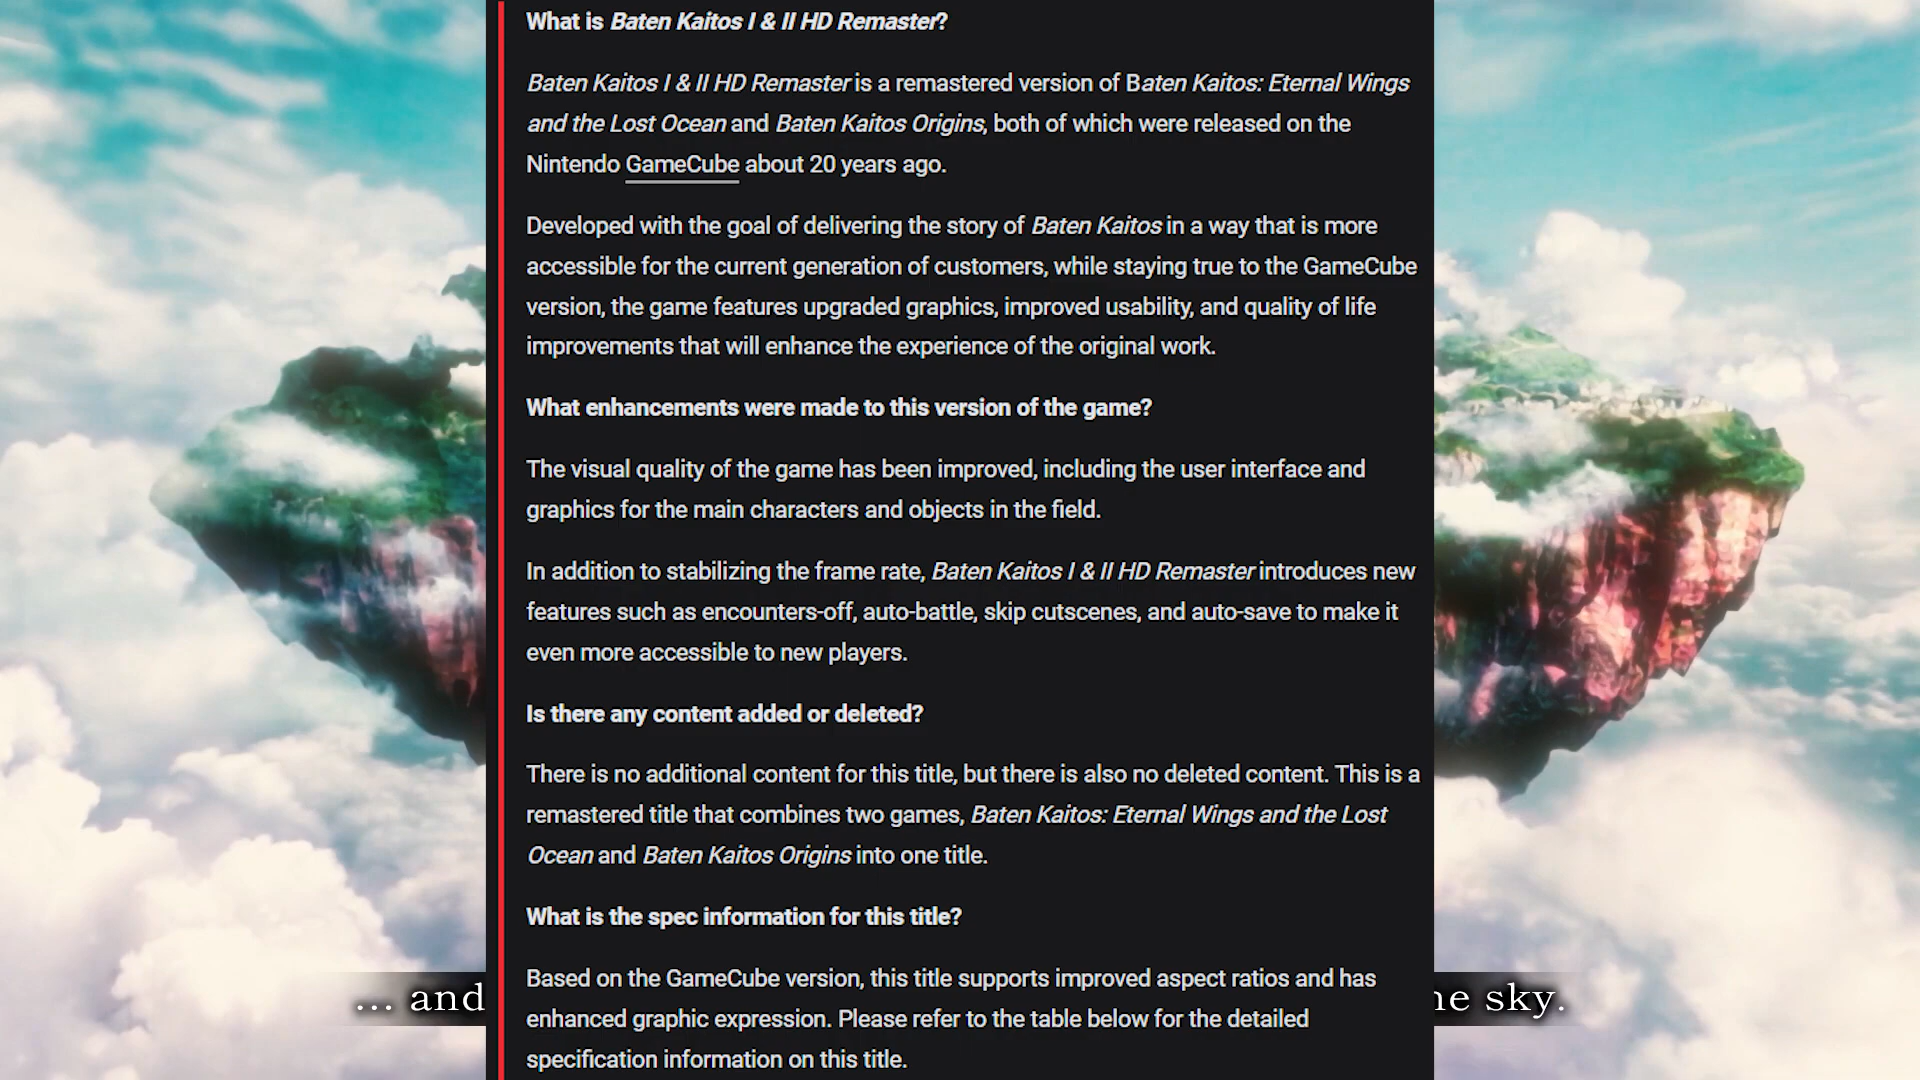 What is Baten Kaitos I & II HD Remaster?
Baten Kaitos I & II HD Remaster is a remastered version of Baten Kaitos: Eternal Wings
and the Lost Ocean and Baten Kaitos Origins, both of which were released on the
Nintendo GameCube about 20 years ago.
Developed with the goal of delivering the story of Baten Kaitos in a way that is more
accessible for the current generation of customers, while staying true to the GameCube
version, the game features upgraded graphics, improved usability, and quality of life
improvements that will enhance the experience of the original work.
What enhancements were made to this version of the game?
The visual quality of the game has been improved, including the user interface and
graphics for the main characters and objects in the field.
In addition to stabilizing the frame rate, Baten Kaitos I & II HD Remaster introduces new
features such as encounters-off, auto-battle, skip cutscenes, and auto-save to make it
even more accessible to new players.
Is there any content added or deleted?
There is no additional content for this title, but there is also no deleted content. This is a
remastered title that combines two games, Baten Kaitos: Eternal Wings and the Lost
Ocean and Baten Kaitos Origins into one title.
What is the spec information for this title?
Based on the GameCube version, this title supports improved aspect ratios and has
enhanced graphic expression. Please refer to the table below for the detailed
specification information on this title.
... and
he sky.